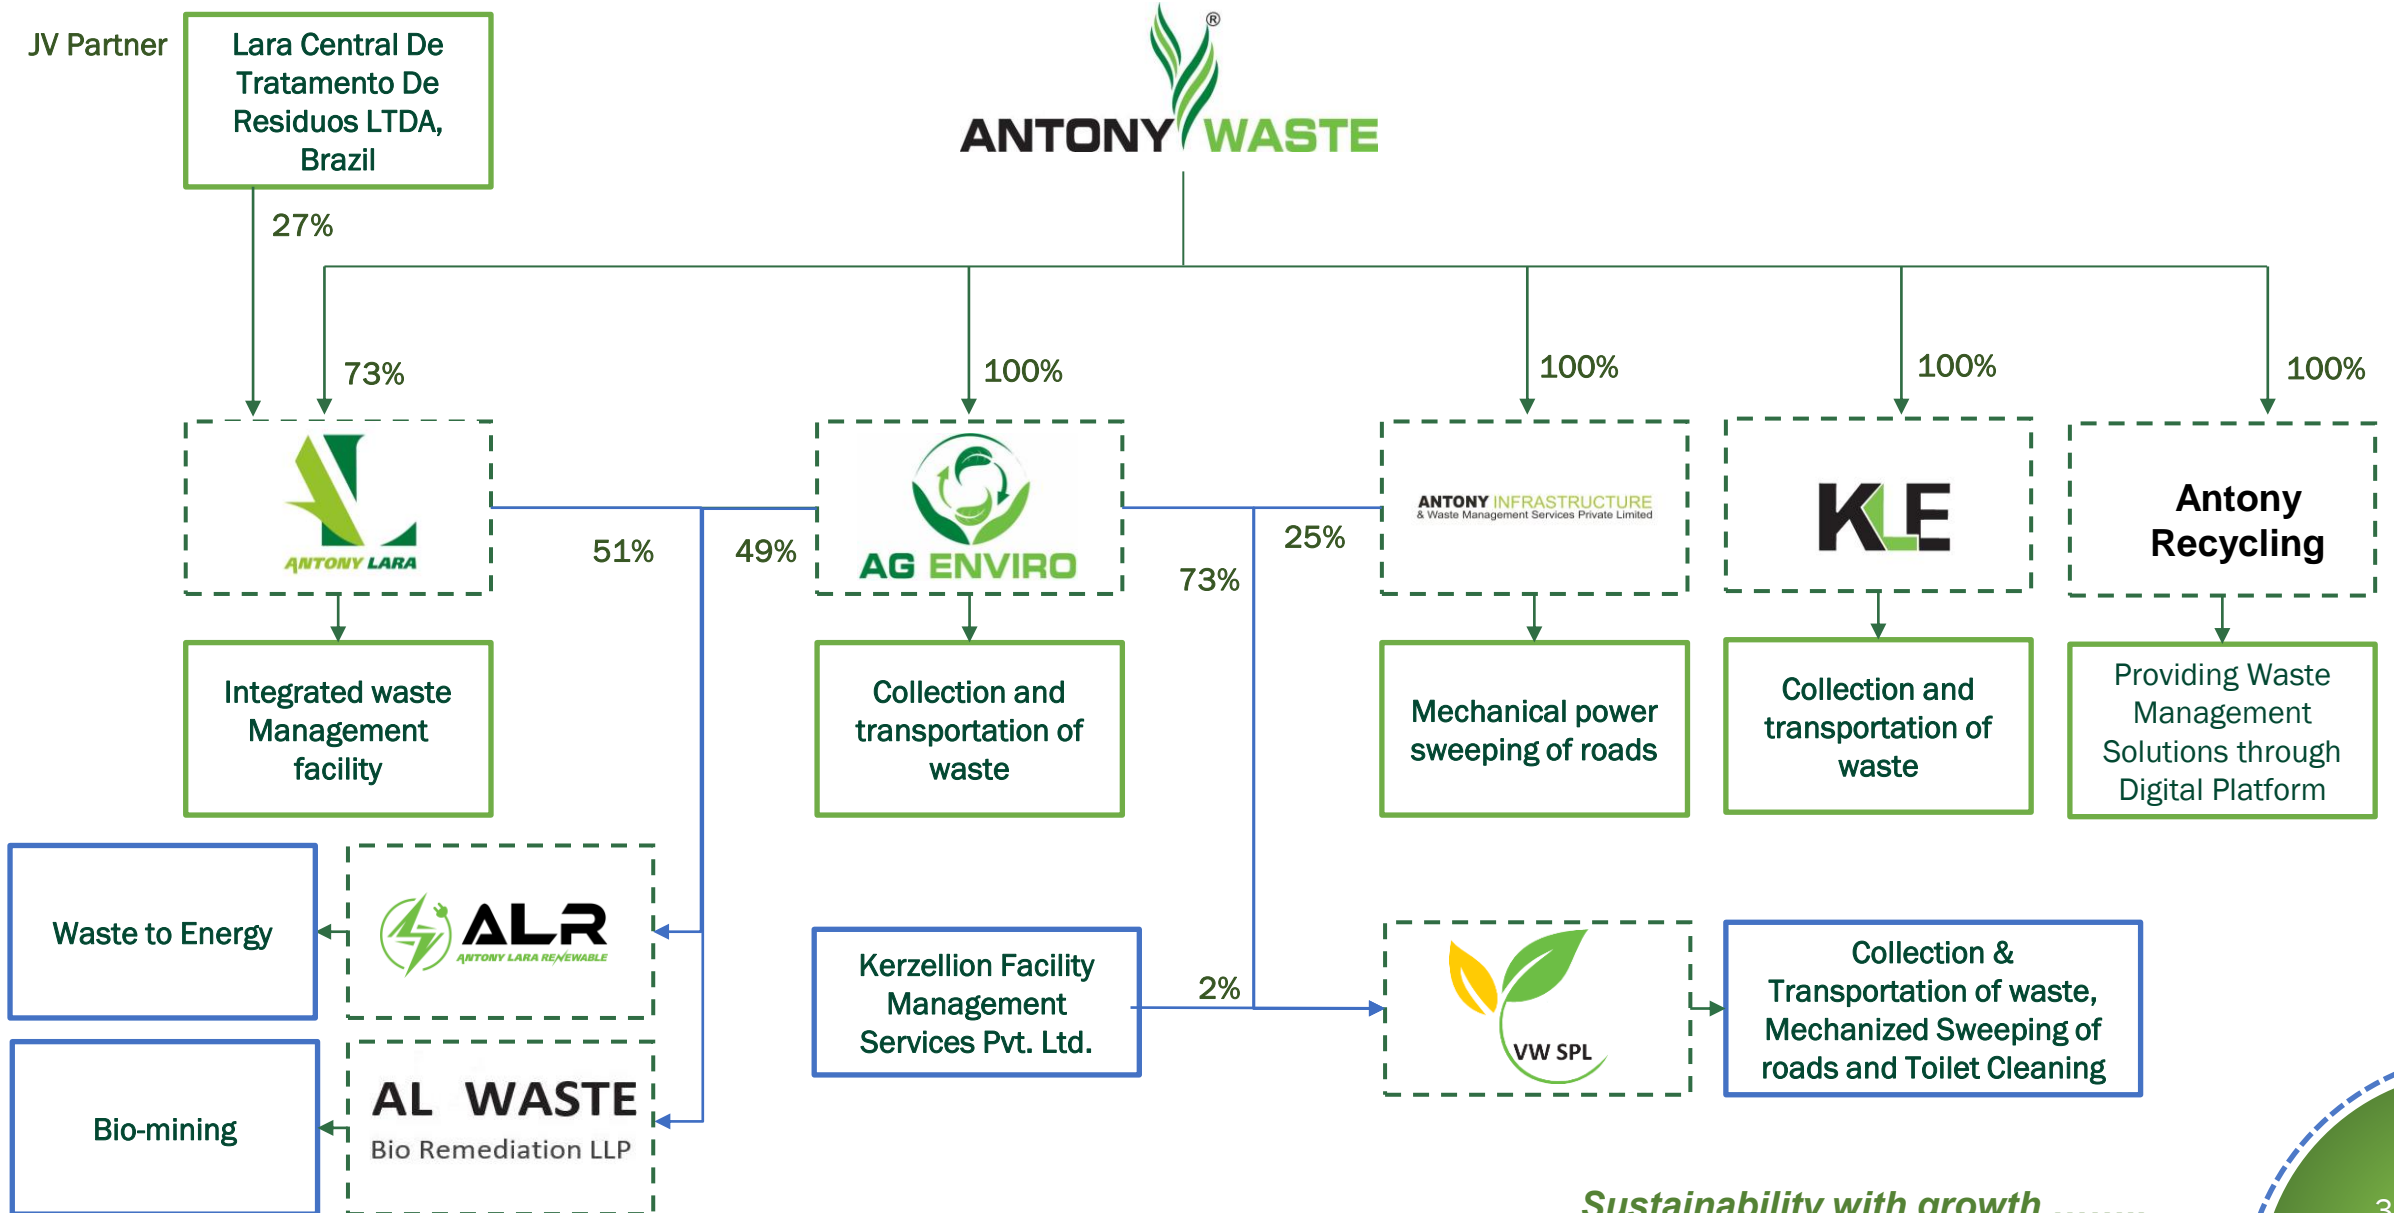 JV Partner
Lara Central De
Tratamento De
Residuos LTDA,
Brazil
®
ANTONY WASTE
27%
73%
100%
100%
100%
100%
ANTONY LARA
AG ENVIRO
ANTONY INFRASTRUCTURE
& Waste Management Services Private Limited
KLE
Antony
Recycling
51%
49%
73%
25%
Integrated waste
Management
facility
Collection and
transportation of
waste
Mechanical power
sweeping of roads
Collection and
transportation of
waste
Providing Waste
Management
Solutions through
Digital Platform
Waste to Energy
ALR
ANTONY LARA RENEWABLE
Kerzellion Facility
Management
Services Pvt. Ltd.
2%
VW SPL
Collection &
Transportation of waste,
Mechanized Sweeping of
roads and Toilet Cleaning
Bio-mining
AL WASTE
Bio Remediation LLP
Sustainability with growth ........
3